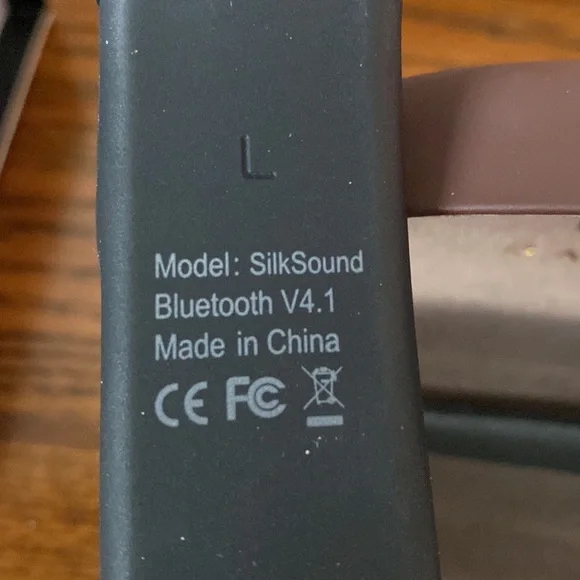 L
Model: SilkSound
Bluetooth V4.1
Made in China
CE FC